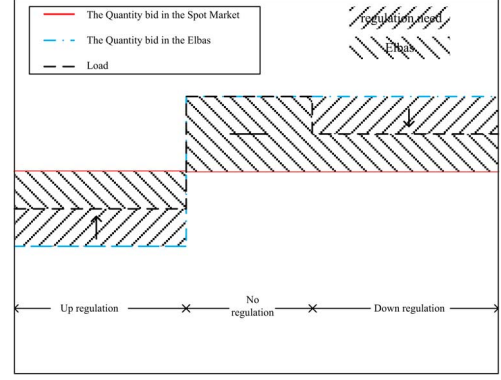 The Quantity bid in the Spot Market
The Quantity bid in the Elbas
Load
regulation need
Elbas
Up regulation
No
regulation
Down regulation